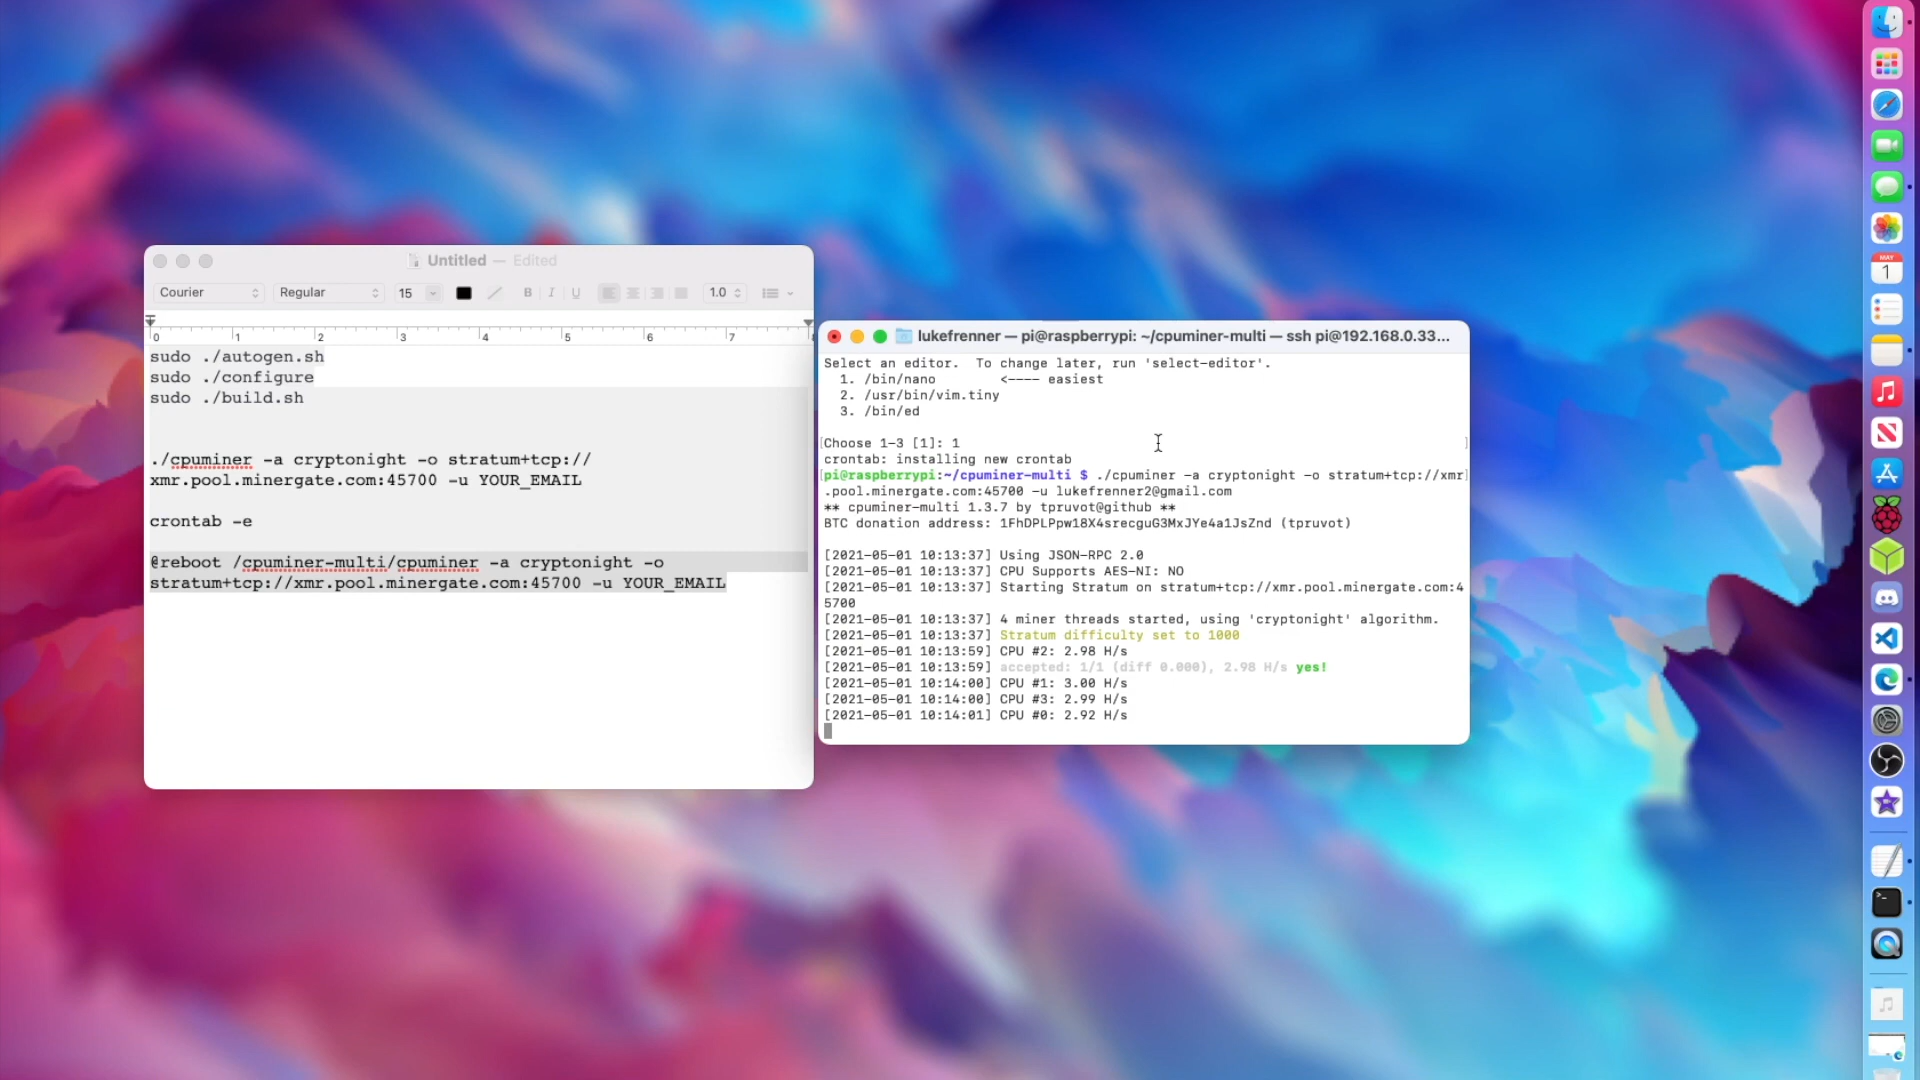 Untitled — Edited
Courier Regular 15 B I U 1.0
0 1 2 3 4 5 6 7
sudo ./autogen.sh
sudo ./configure
sudo ./build.sh
./cpuminer -a cryptonight -o stratum+tcp://
xmr.pool.minergate.com:45700 -u YOUR_EMAIL
crontab -e
@reboot /cpuminer-multi/cpuminer -a cryptonight -o
stratum+tcp://xmr.pool.minergate.com:45700 -u YOUR_EMAIL
lukefrenner — pi@raspberrypi: ~/cpuminer-multi — ssh pi@192.168.0.33...
Select an editor.  To change later, run 'select-editor'.
1. /bin/nano        <---- easiest
2. /usr/bin/vim.tiny
3. /bin/ed
[Choose 1-3 [1]: 1 ]
crontab: installing new crontab
[pi@raspberrypi:~/cpuminer-multi $ ./cpuminer -a cryptonight -o stratum+tcp://xmr]
.pool.minergate.com:45700 -u lukefrenner2@gmail.com
** cpuminer-multi 1.3.7 by tpruvot@github **
BTC donation address: 1FhDPLPpw18X4srecguG3MxJYe4a1JsZnd (tpruvot)
[2021-05-01 10:13:37] Using JSON-RPC 2.0
[2021-05-01 10:13:37] CPU Supports AES-NI: NO
[2021-05-01 10:13:37] Starting Stratum on stratum+tcp://xmr.pool.minergate.com:4
5700
[2021-05-01 10:13:37] 4 miner threads started, using 'cryptonight' algorithm.
[2021-05-01 10:13:37] Stratum difficulty set to 1000
[2021-05-01 10:13:59] CPU #2: 2.98 H/s
[2021-05-01 10:13:59] accepted: 1/1 (diff 0.000), 2.98 H/s yes!
[2021-05-01 10:14:00] CPU #1: 3.00 H/s
[2021-05-01 10:14:00] CPU #3: 2.99 H/s
[2021-05-01 10:14:01] CPU #0: 2.92 H/s
MAY
1